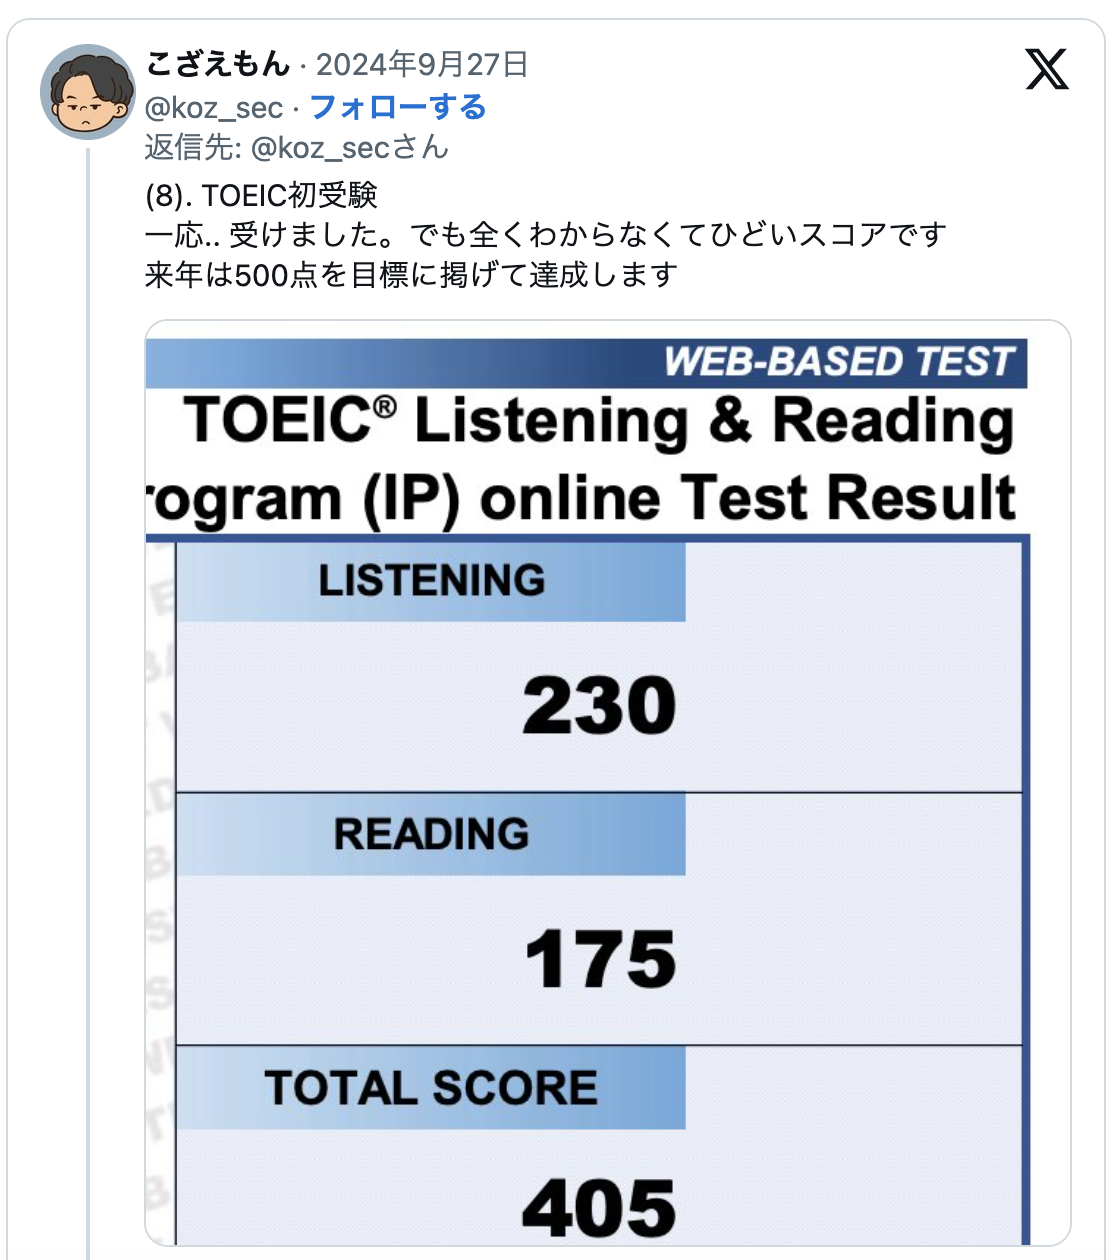 こざえもん · 2024年9月27日
@koz_sec · フォローする
返信先: @koz_secさん
(8). TOEIC初受験
一応.. 受けました。でも全くわからなくてひどいスコアです
来年は500点を目標に掲げて達成します
WEB-BASED TEST
TOEIC® Listening & Reading
rogram (IP) online Test Result
LISTENING
230
READING
175
TOTAL SCORE
405